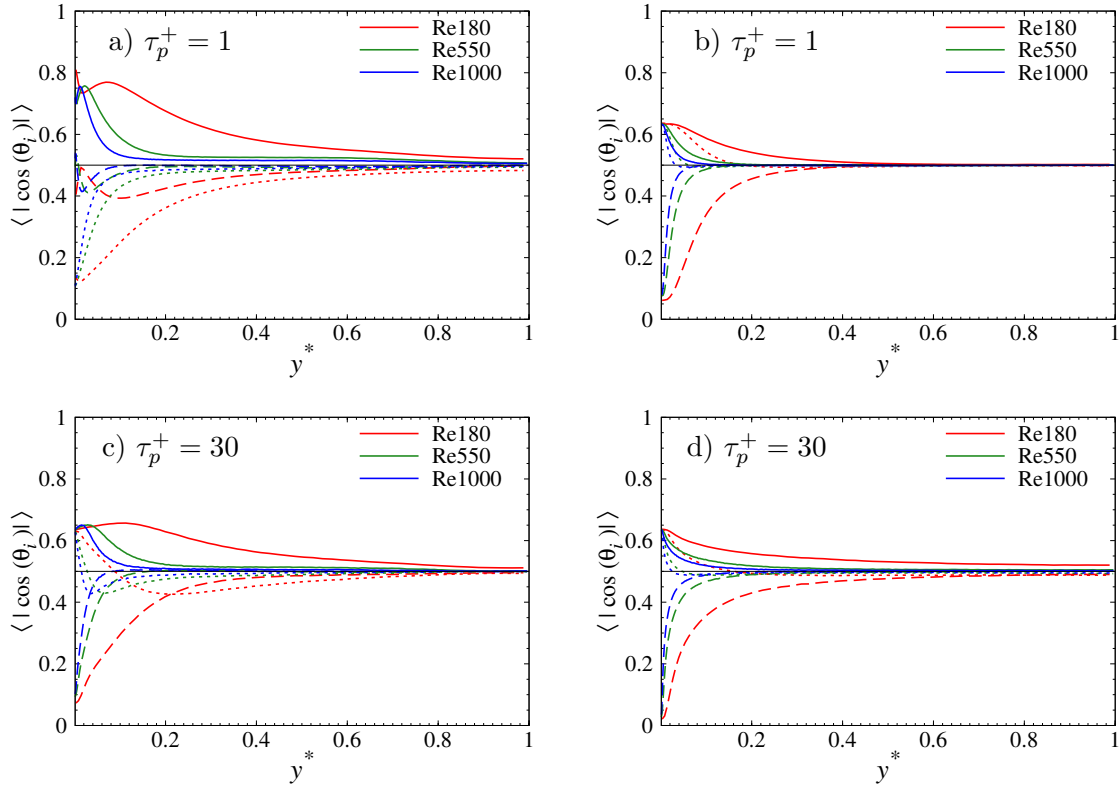 a) τ_p^+ = 1
Re180
Re550
Re1000
⟨ | cos (θ_i)| ⟩
1
0.8
0.6
0.4
0.2
0
0.2 0.4 0.6 0.8 1
y*
b) τ_p^+ = 1
Re180
Re550
Re1000
⟨ | cos (θ_i)| ⟩
1
0.8
0.6
0.4
0.2
0
0.2 0.4 0.6 0.8 1
y*
c) τ_p^+ = 30
Re180
Re550
Re1000
⟨ | cos (θ_i)| ⟩
1
0.8
0.6
0.4
0.2
0
0.2 0.4 0.6 0.8 1
y*
d) τ_p^+ = 30
Re180
Re550
Re1000
⟨ | cos (θ_i)| ⟩
1
0.8
0.6
0.4
0.2
0
0.2 0.4 0.6 0.8 1
y*